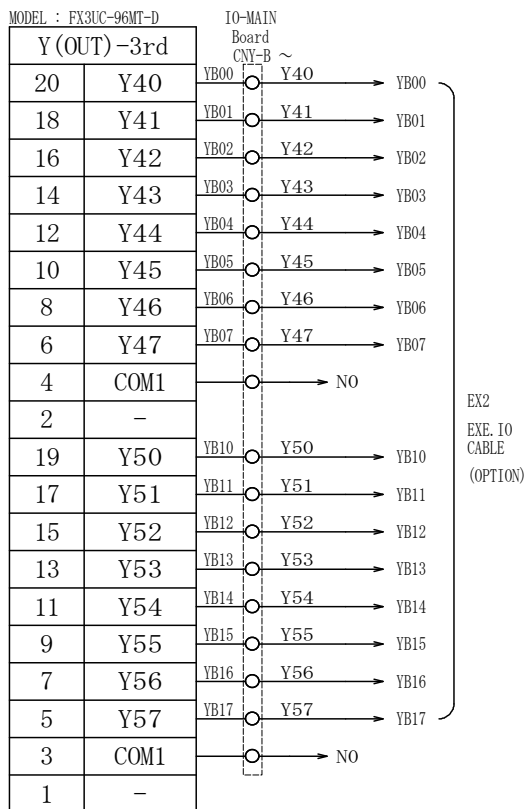 MODEL : FX3UC-96MT-D
IO-MAIN
Board
CNY-B ~
Y(OUT)-3rd
20 Y40 YB00 Y40 YB00
18 Y41 YB01 Y41 YB01
16 Y42 YB02 Y42 YB02
14 Y43 YB03 Y43 YB03
12 Y44 YB04 Y44 YB04
10 Y45 YB05 Y45 YB05
8 Y46 YB06 Y46 YB06
6 Y47 YB07 Y47 YB07
4 COM1 N0
2 -
19 Y50 YB10 Y50 YB10
17 Y51 YB11 Y51 YB11
15 Y52 YB12 Y52 YB12
13 Y53 YB13 Y53 YB13
11 Y54 YB14 Y54 YB14
9 Y55 YB15 Y55 YB15
7 Y56 YB16 Y56 YB16
5 Y57 YB17 Y57 YB17
3 COM1 N0
1 -
EX2
EXE.IO
CABLE
(OPTION)